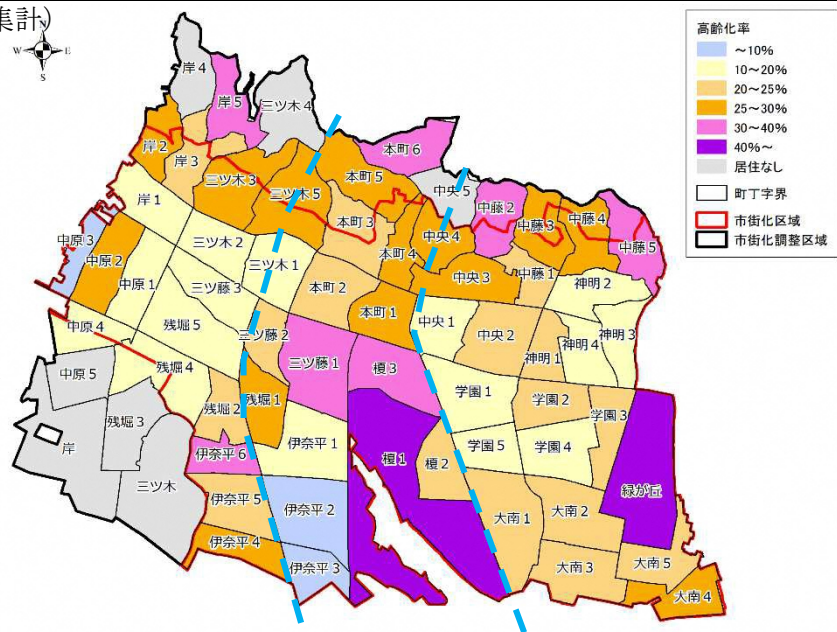 集計)
N
W
E
S
高齢化率
～10%
10～20%
20～25%
25～30%
30～40%
40%～
居住なし
町丁字界
市街化区域
市街化調整区域
岸4
岸5
三ツ木4
岸2
岸3
三ツ木3
三ツ木5
本町5
本町6
中央5
中藤2
中藤3
中藤4
中藤5
岸1
中原3
中原2
中原1
三ツ木2
三ツ木1
本町3
本町4
中央4
中央3
中藤1
神明2
三ツ藤3
本町2
本町1
中央1
中央2
神明1
神明4
神明3
中原4
残堀5
三ツ藤2
三ツ藤1
榎3
中原5
残堀4
残堀2
残堀1
学園1
学園2
学園3
残堀3
岸
伊奈平6
伊奈平1
榎1
榎2
学園5
学園4
三ツ木
伊奈平5
伊奈平2
緑が丘
大南1
大南2
伊奈平4
伊奈平3
大南3
大南5
大南4